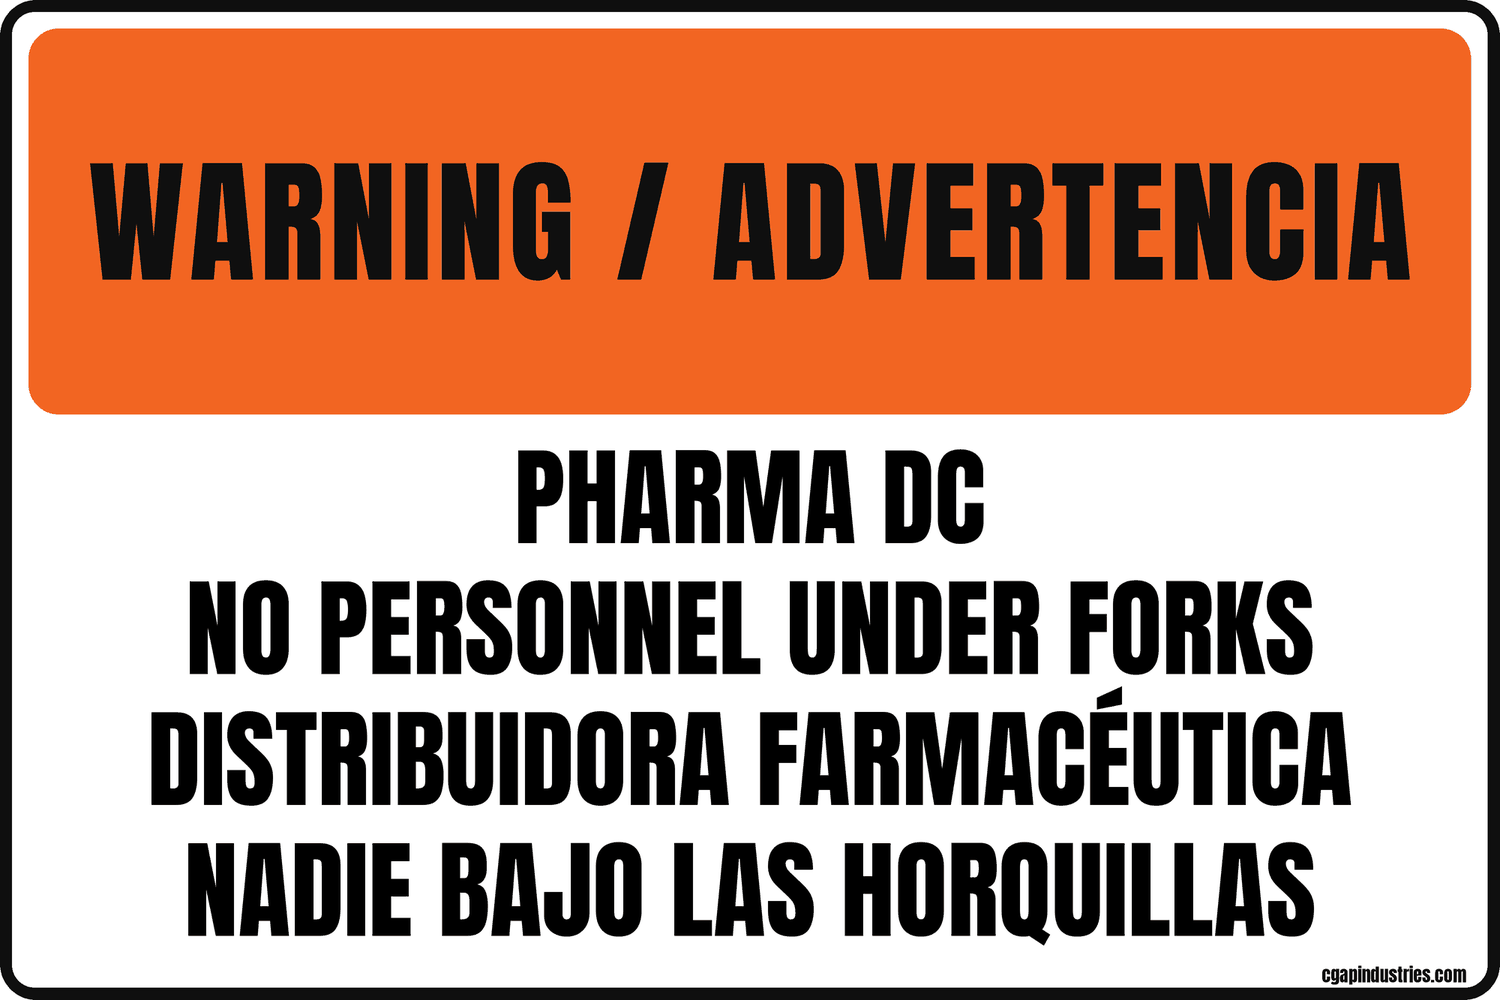 WARNING / ADVERTENCIA
PHARMA DC
NO PERSONNEL UNDER FORKS
DISTRIBUIDORA FARMACÉUTICA
NADIE BAJO LAS HORQUILLAS
cgapindustries.com